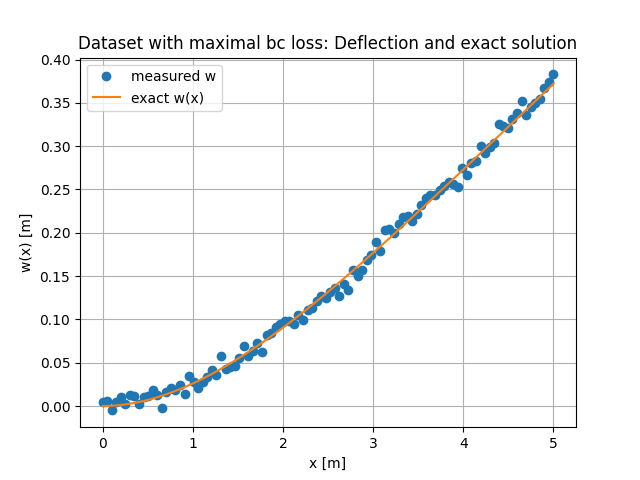 Dataset with maximal bc loss: Deflection and exact solution
measured w
exact w(x)
0.40
0.35
0.30
0.25
0.20
0.15
0.10
0.05
0.00
w(x) [m]
0 1 2 3 4 5
x [m]